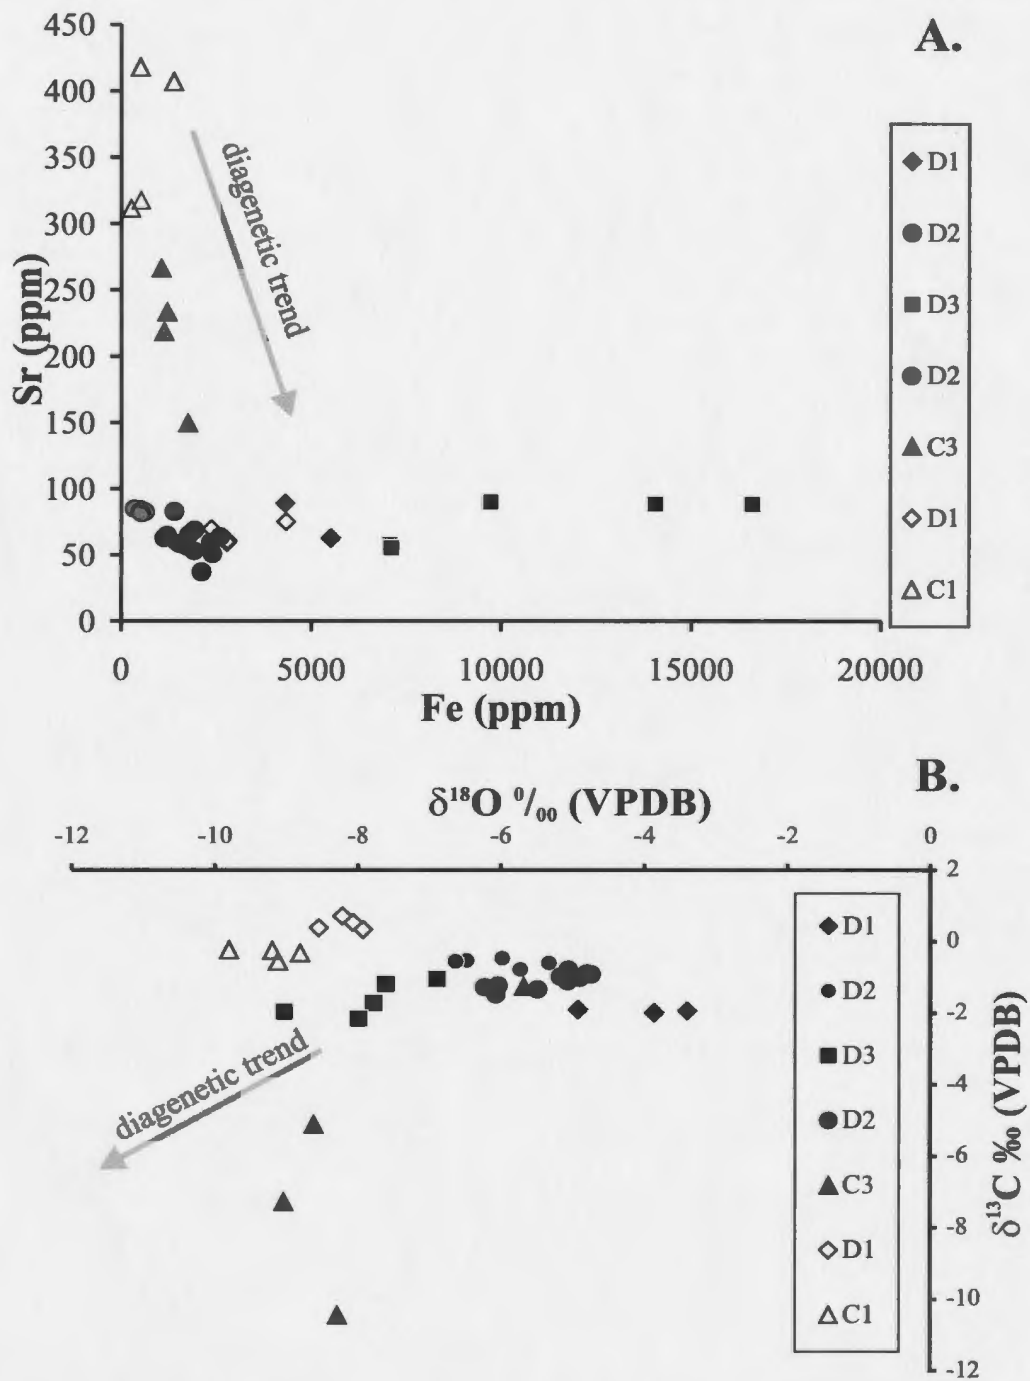 A.
450
400
350
300
250
200
150
100
50
0
Sr (ppm)
diagenetic trend
D1
D2
D3
D2
C3
D1
C1
0 5000 10000 15000 20000
Fe (ppm)
B.
δ¹⁸O ⁰/₀₀ (VPDB)
-12 -10 -8 -6 -4 -2 0
2
0
-2
-4
-6
-8
-10
-12
δ¹³C ‰ (VPDB)
diagenetic trend
D1
D2
D3
D2
C3
D1
C1